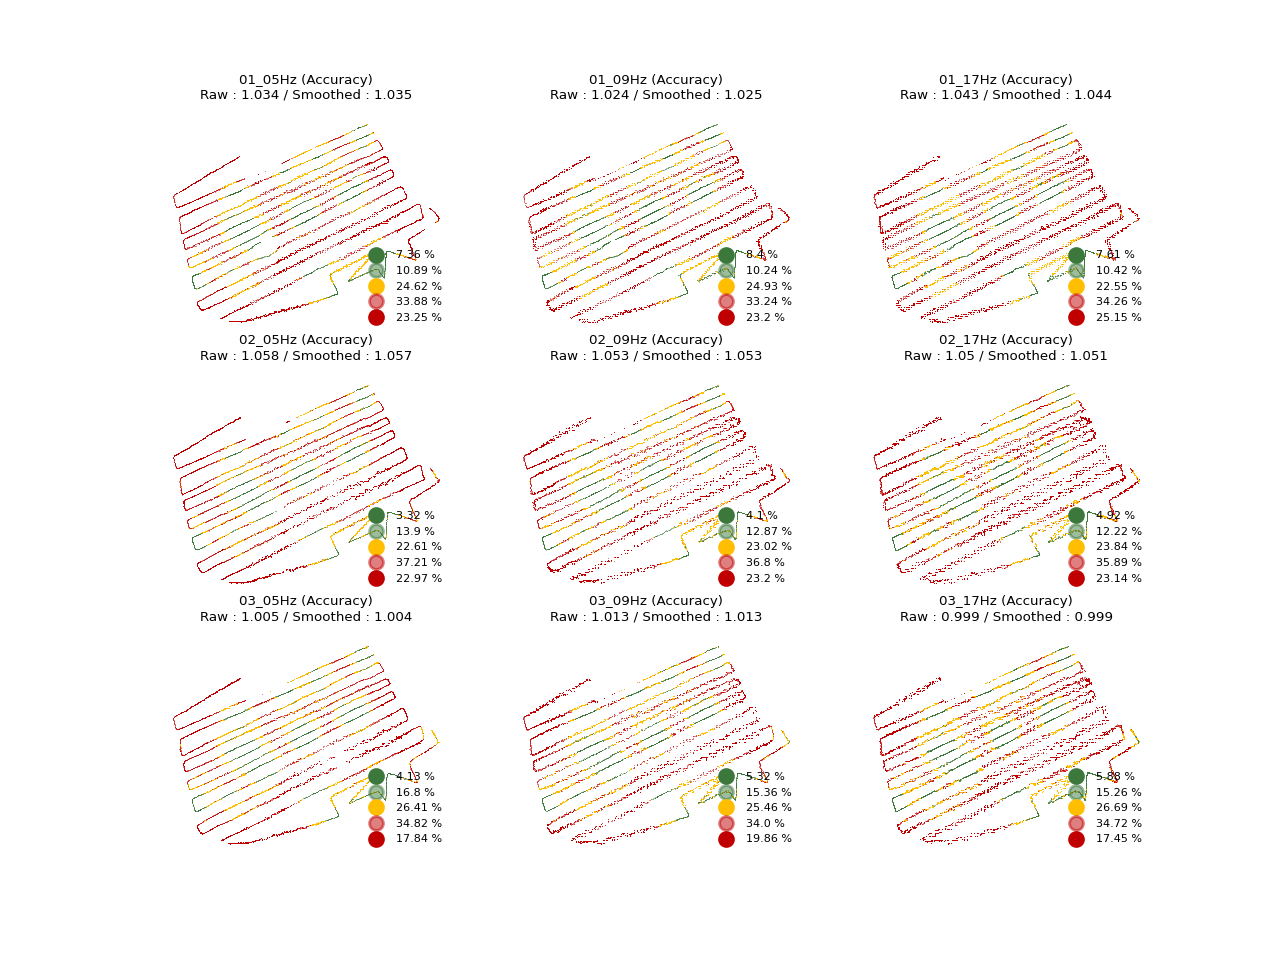 01_05Hz (Accuracy)
Raw : 1.034 / Smoothed : 1.035
7.36 %
10.89 %
24.62 %
33.88 %
23.25 %
01_09Hz (Accuracy)
Raw : 1.024 / Smoothed : 1.025
8.4 %
10.24 %
24.93 %
33.24 %
23.2 %
01_17Hz (Accuracy)
Raw : 1.043 / Smoothed : 1.044
7.61 %
10.42 %
22.55 %
34.26 %
25.15 %
02_05Hz (Accuracy)
Raw : 1.058 / Smoothed : 1.057
3.32 %
13.9 %
22.61 %
37.21 %
22.97 %
02_09Hz (Accuracy)
Raw : 1.053 / Smoothed : 1.053
4.1 %
12.87 %
23.02 %
36.8 %
23.2 %
02_17Hz (Accuracy)
Raw : 1.05 / Smoothed : 1.051
4.92 %
12.22 %
23.84 %
35.89 %
23.14 %
03_05Hz (Accuracy)
Raw : 1.005 / Smoothed : 1.004
4.13 %
16.8 %
26.41 %
34.82 %
17.84 %
03_09Hz (Accuracy)
Raw : 1.013 / Smoothed : 1.013
5.32 %
15.36 %
25.46 %
34.0 %
19.86 %
03_17Hz (Accuracy)
Raw : 0.999 / Smoothed : 0.999
5.88 %
15.26 %
26.69 %
34.72 %
17.45 %